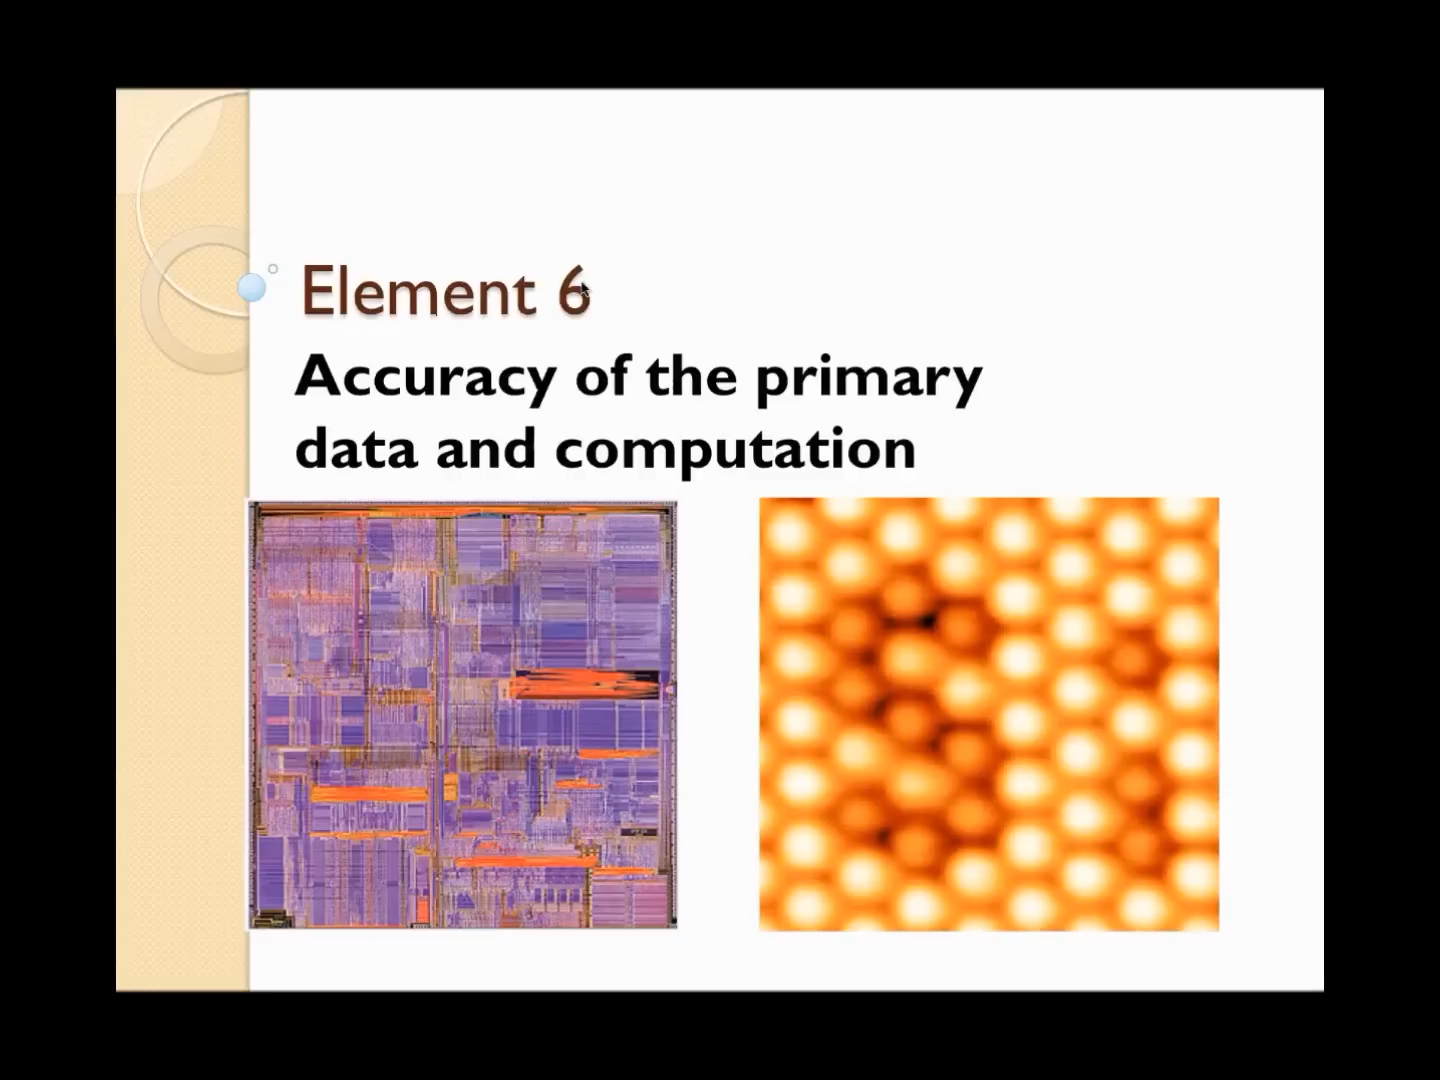 Element 6
Accuracy of the primary
data and computation